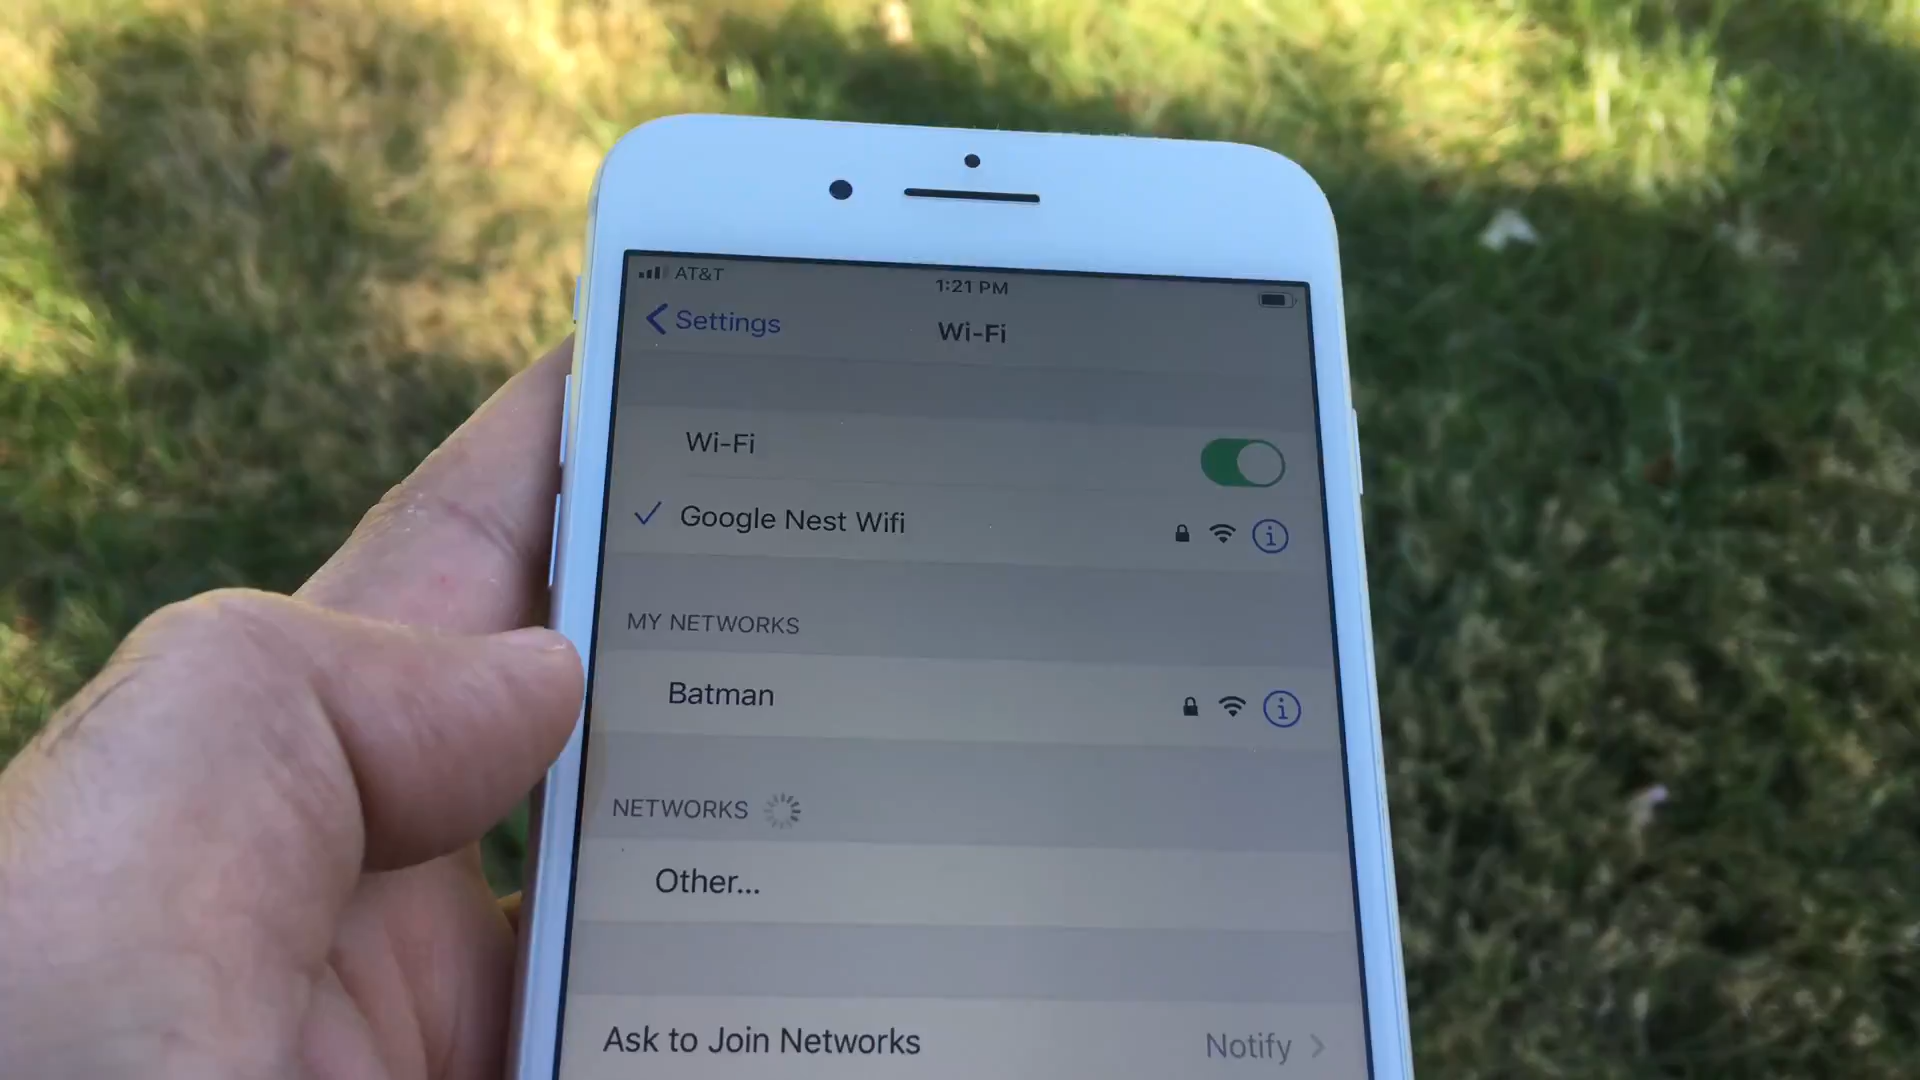 AT&T
1:21 PM
Settings
Wi-Fi
Wi-Fi
Google Nest Wifi
MY NETWORKS
Batman
NETWORKS
Other...
Ask to Join Networks
Notify